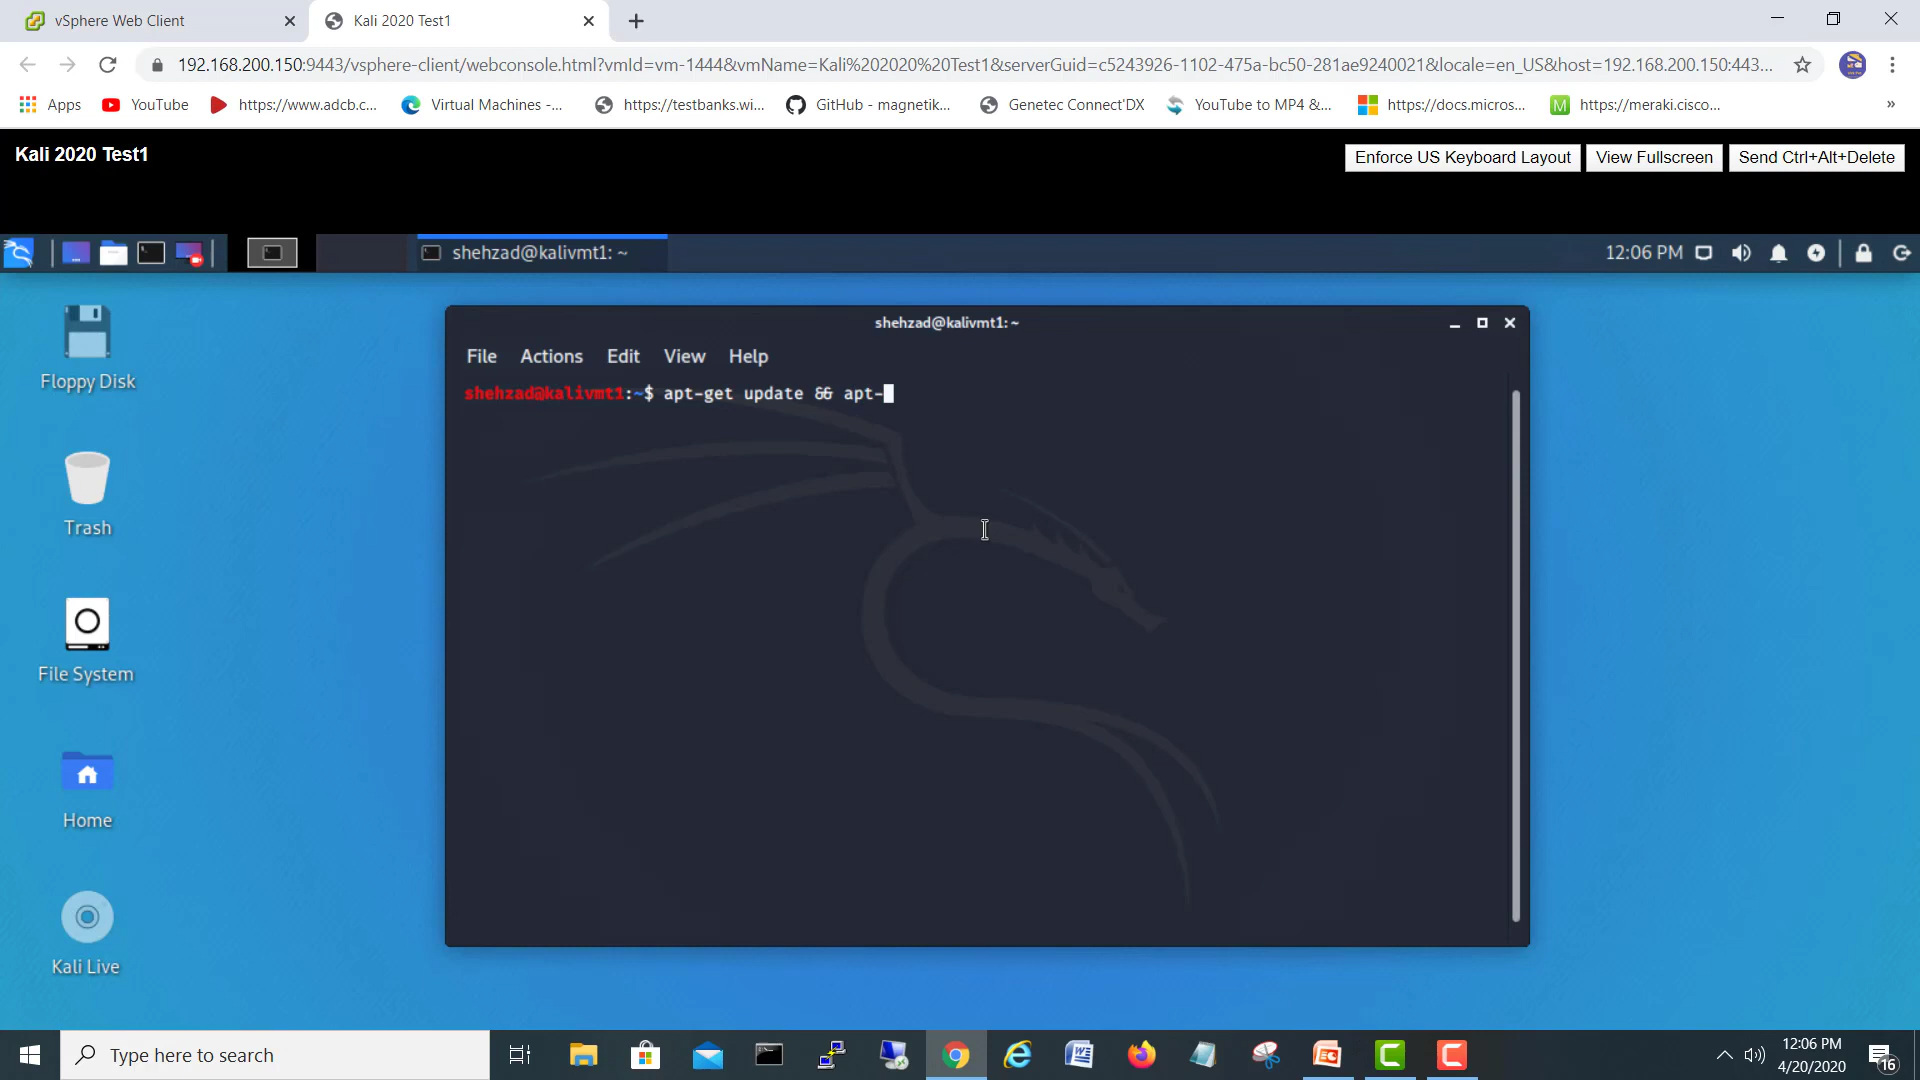 vSphere Web Client
Kali 2020 Test1
192.168.200.150:9443/vsphere-client/webconsole.html?vmId=vm-1444&vmName=Kali%202020%20Test1&serverGuid=c5243926-1102-475a-bc50-281ae9240021&locale=en_US&host=192.168.200.150:443...
Apps YouTube https://www.adcb.c... Virtual Machines -... https://testbanks.wi... GitHub - magnetik... Genetec Connect'DX YouTube to MP4 &... https://docs.micros... M https://meraki.cisco... »
Kali 2020 Test1
Enforce US Keyboard Layout View Fullscreen Send Ctrl+Alt+Delete
shehzad@kalivmt1: ~
12:06 PM
shehzad@kalivmt1: ~
File Actions Edit View Help
shehzad@kalivmt1:~$ apt-get update && apt-
Floppy Disk
Trash
File System
Home
Kali Live
Type here to search
12:06 PM
4/20/2020
16